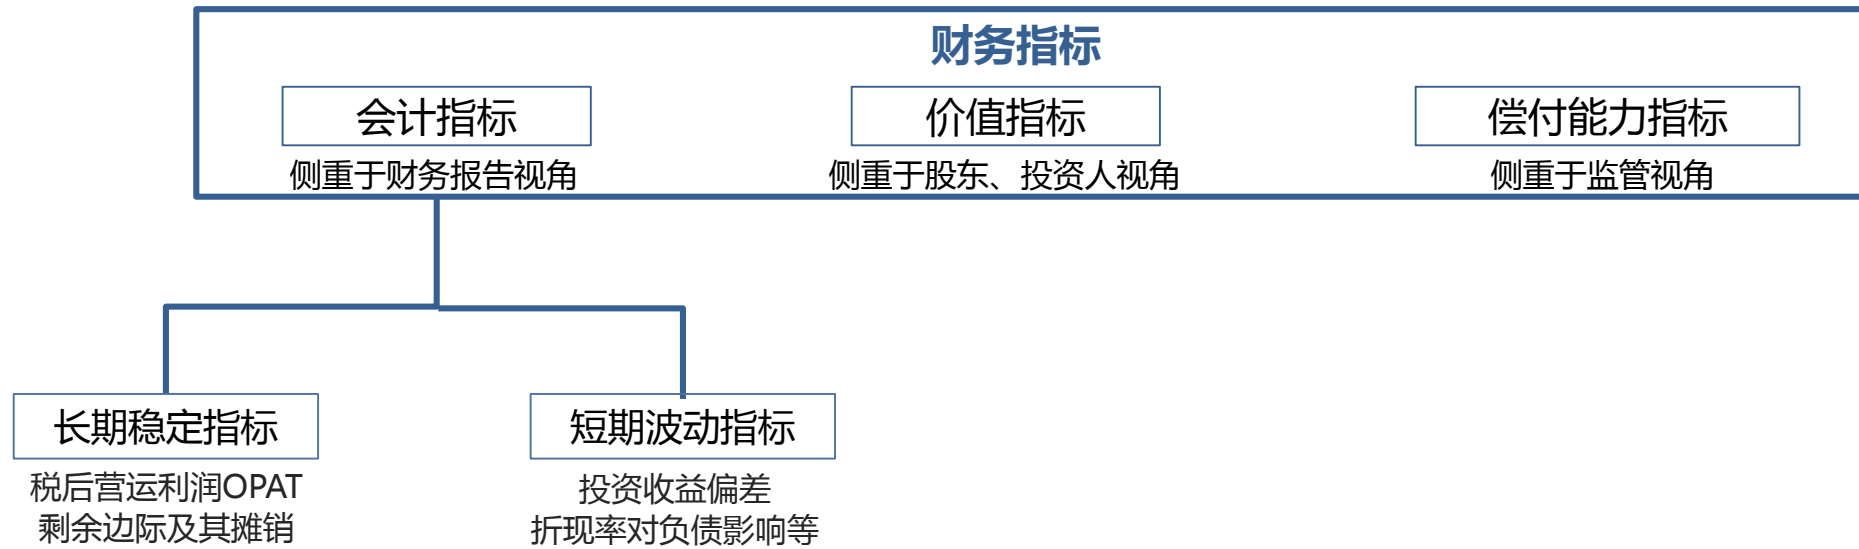 财务指标
会计指标
价值指标
偿付能力指标
侧重于财务报告视角
侧重于股东、投资人视角
侧重于监管视角
长期稳定指标
短期波动指标
税后营运利润OPAT
剩余边际及其摊销
投资收益偏差
折现率对负债影响等